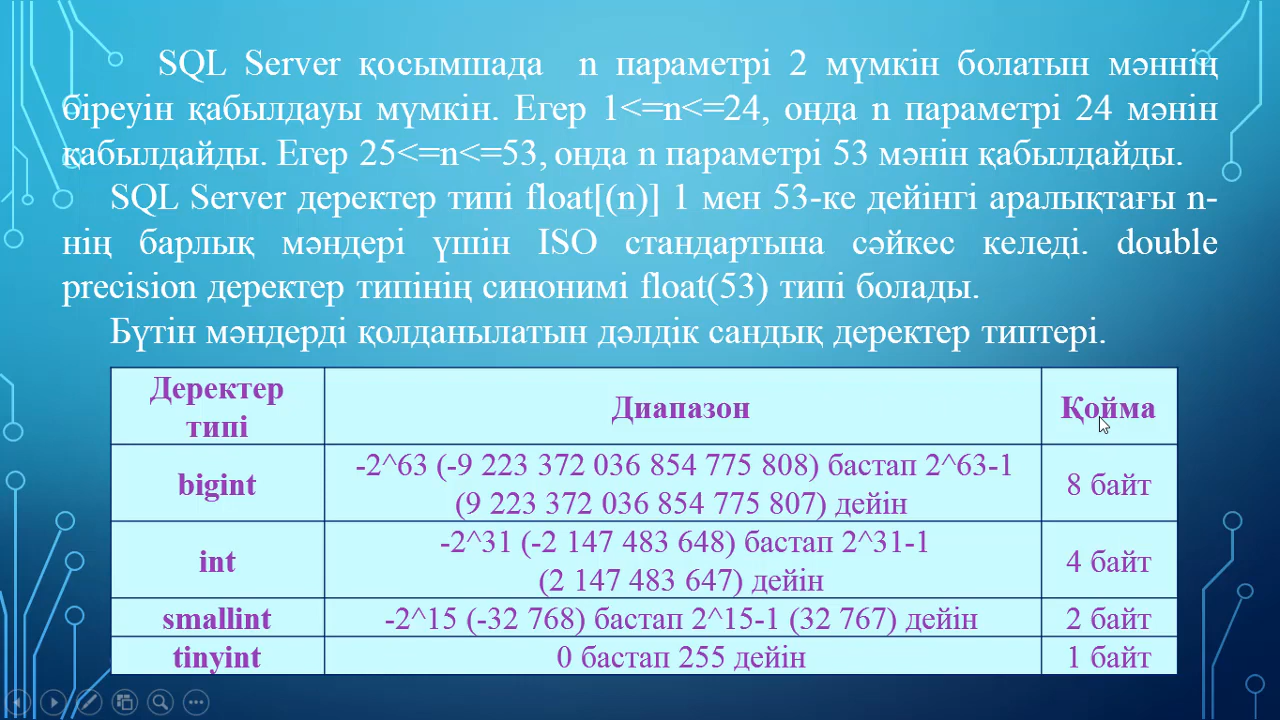 SQL Server қосымшада n параметрі 2 мүмкін болатын мәннің
біреуін қабылдауы мүмкін. Егер 1<=n<=24, онда n параметрі 24 мәнін
қабылдайды. Егер 25<=n<=53, онда n параметрі 53 мәнін қабылдайды.
SQL Server деректер типі float[(n)] 1 мен 53-ке дейінгі аралықтағы n-
нің барлық мәндері үшін ISO стандартына сәйкес келеді. double
precision деректер типінің синонимі float(53) типі болады.
Бүтін мәндерді қолданылатын дәлдік сандық деректер типтері.
Деректер
типі
Диапазон
Қойма
bigint
-2^63 (-9 223 372 036 854 775 808) бастап 2^63-1
(9 223 372 036 854 775 807) дейін
8 байт
int
-2^31 (-2 147 483 648) бастап 2^31-1
(2 147 483 647) дейін
4 байт
smallint
-2^15 (-32 768) бастап 2^15-1 (32 767) дейін
2 байт
tinyint
0 бастап 255 дейін
1 байт